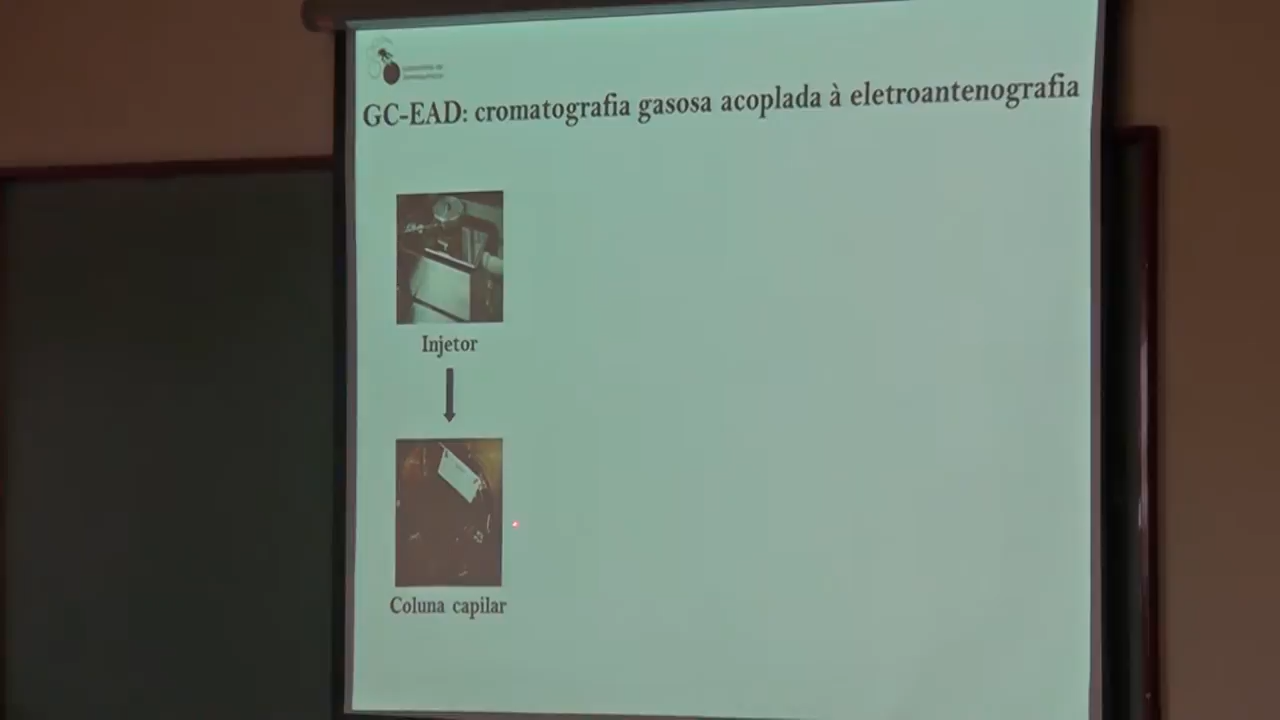 GC-EAD: cromatografia gasosa acoplada à eletroantenografia
Injetor
Coluna capilar